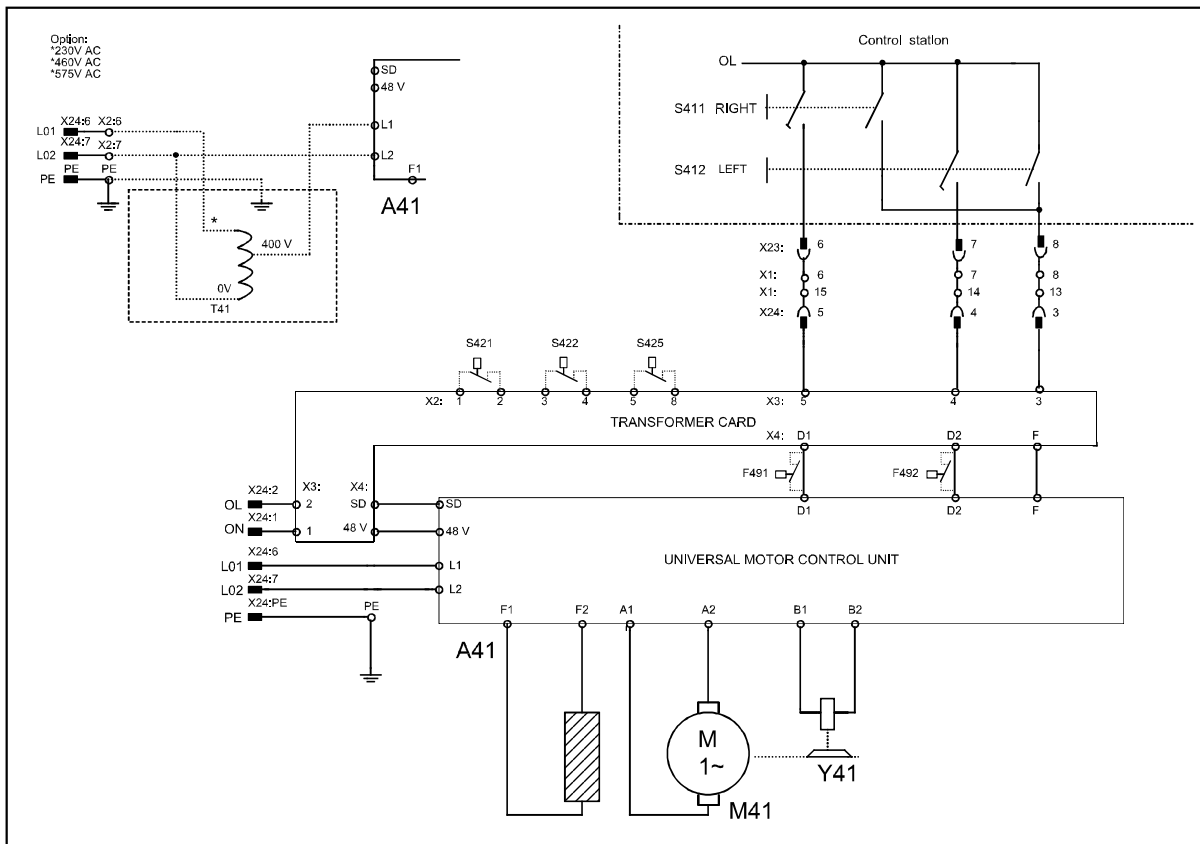 Option:
*230V AC
*460V AC
*575V AC
SD
48 V
L1
L2
F1
A41
X24:6 X2:6
L01
X24:7 X2:7
L02
PE PE PE
*
400 V
0V
T41
Control station
OL
S411 RIGHT
S412 LEFT
X23: 6 7 8
X1: 6 7 8
X1: 15 14 13
X24: 5 4 3
S421 S422 S425
X2: 1 2 3 4 5 8 X3: 5 4 3
TRANSFORMER CARD
X4: D1 D2 F
F491 F492
X3: X4:
X24:2
OL 2 SD SD
D1 D2 F
X24:1
ON 1 48 V 48 V
UNIVERSAL MOTOR CONTROL UNIT
X24:6
L01 L1
X24:7
L02 L2
X24:PE
PE PE
F1 F2 A1 A2 B1 B2
A41
M
1~
Y41
M41